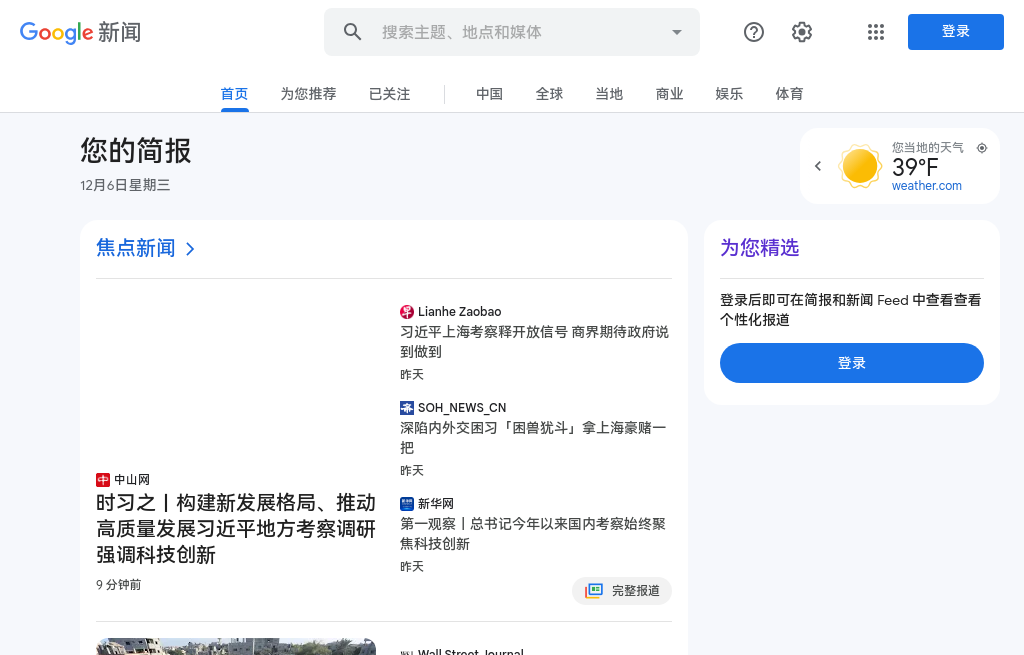 Google 新闻
搜索主题、地点和媒体
登录
首页
为您推荐
已关注
中国
全球
当地
商业
娱乐
体育
您的简报
12月6日星期三
您当地的天气
39°F
weather.com
焦点新闻
中山网
时习之丨构建新发展格局、推动
高质量发展习近平地方考察调研
强调科技创新
9 分钟前
Lianhe Zaobao
习近平上海考察释开放信号 商界期待政府说
到做到
昨天
SOH_NEWS_CN
深陷内外交困习「困兽犹斗」拿上海豪赌一
把
昨天
新华网
第一观察丨总书记今年以来国内考察始终聚
焦科技创新
昨天
完整报道
Wall Street Journal
为您精选
登录后即可在简报和新闻 Feed 中查看查看
个性化报道
登录